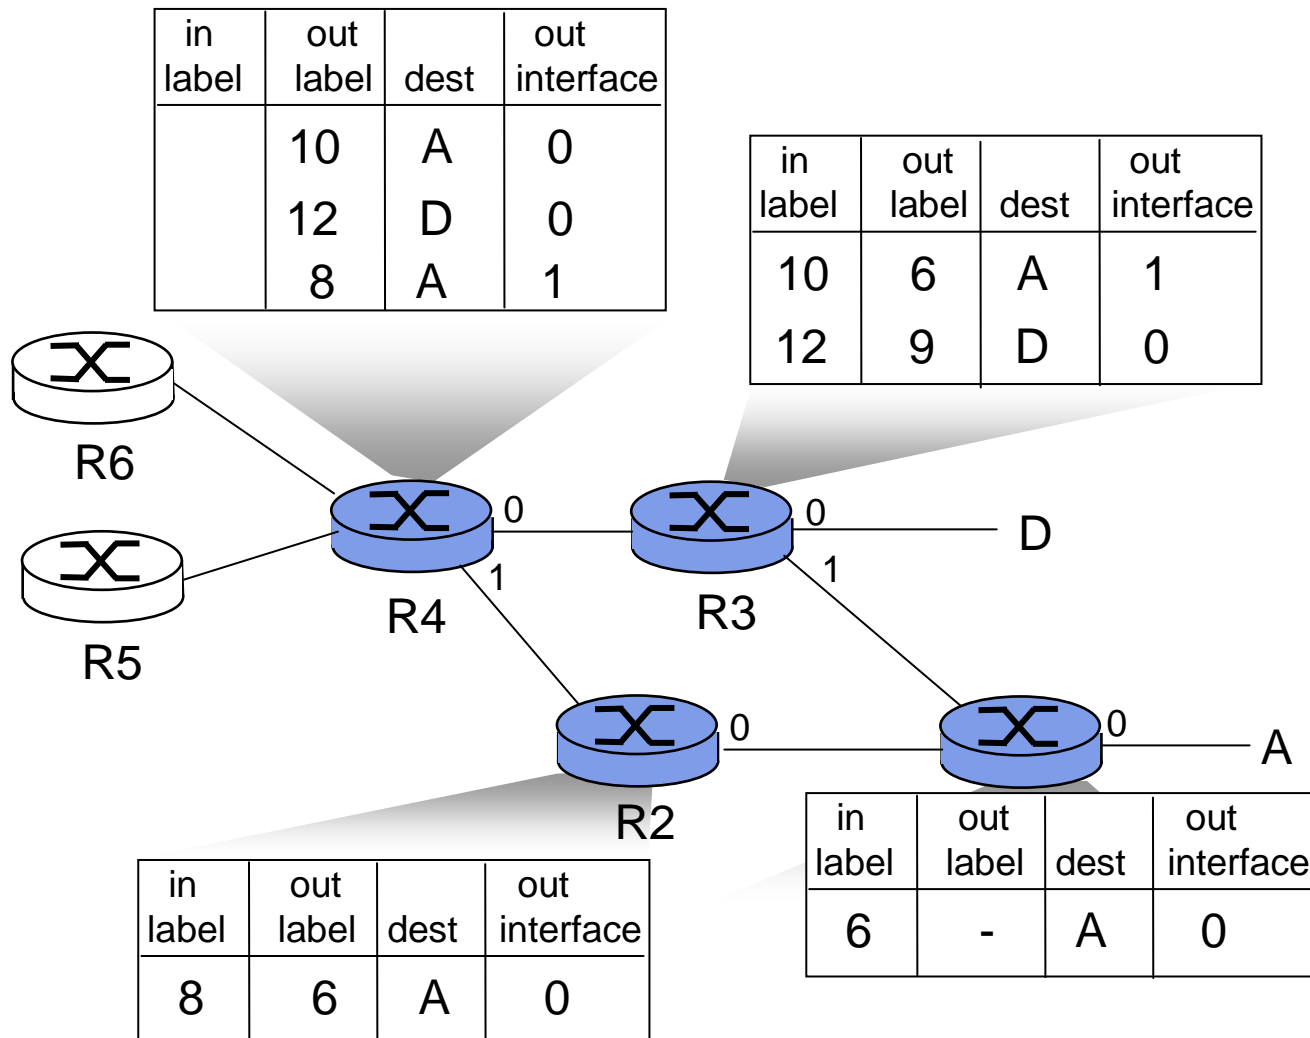 in out out
label label dest interface
10 A 0
12 D 0
8 A 1
in out out
label label dest interface
10 6 A 1
12 9 D 0
R6
R5
0
1
R4
0
1
R3
D
0
R2
0
A
in out out
label label dest interface
6 - A 0
in out out
label label dest interface
8 6 A 0